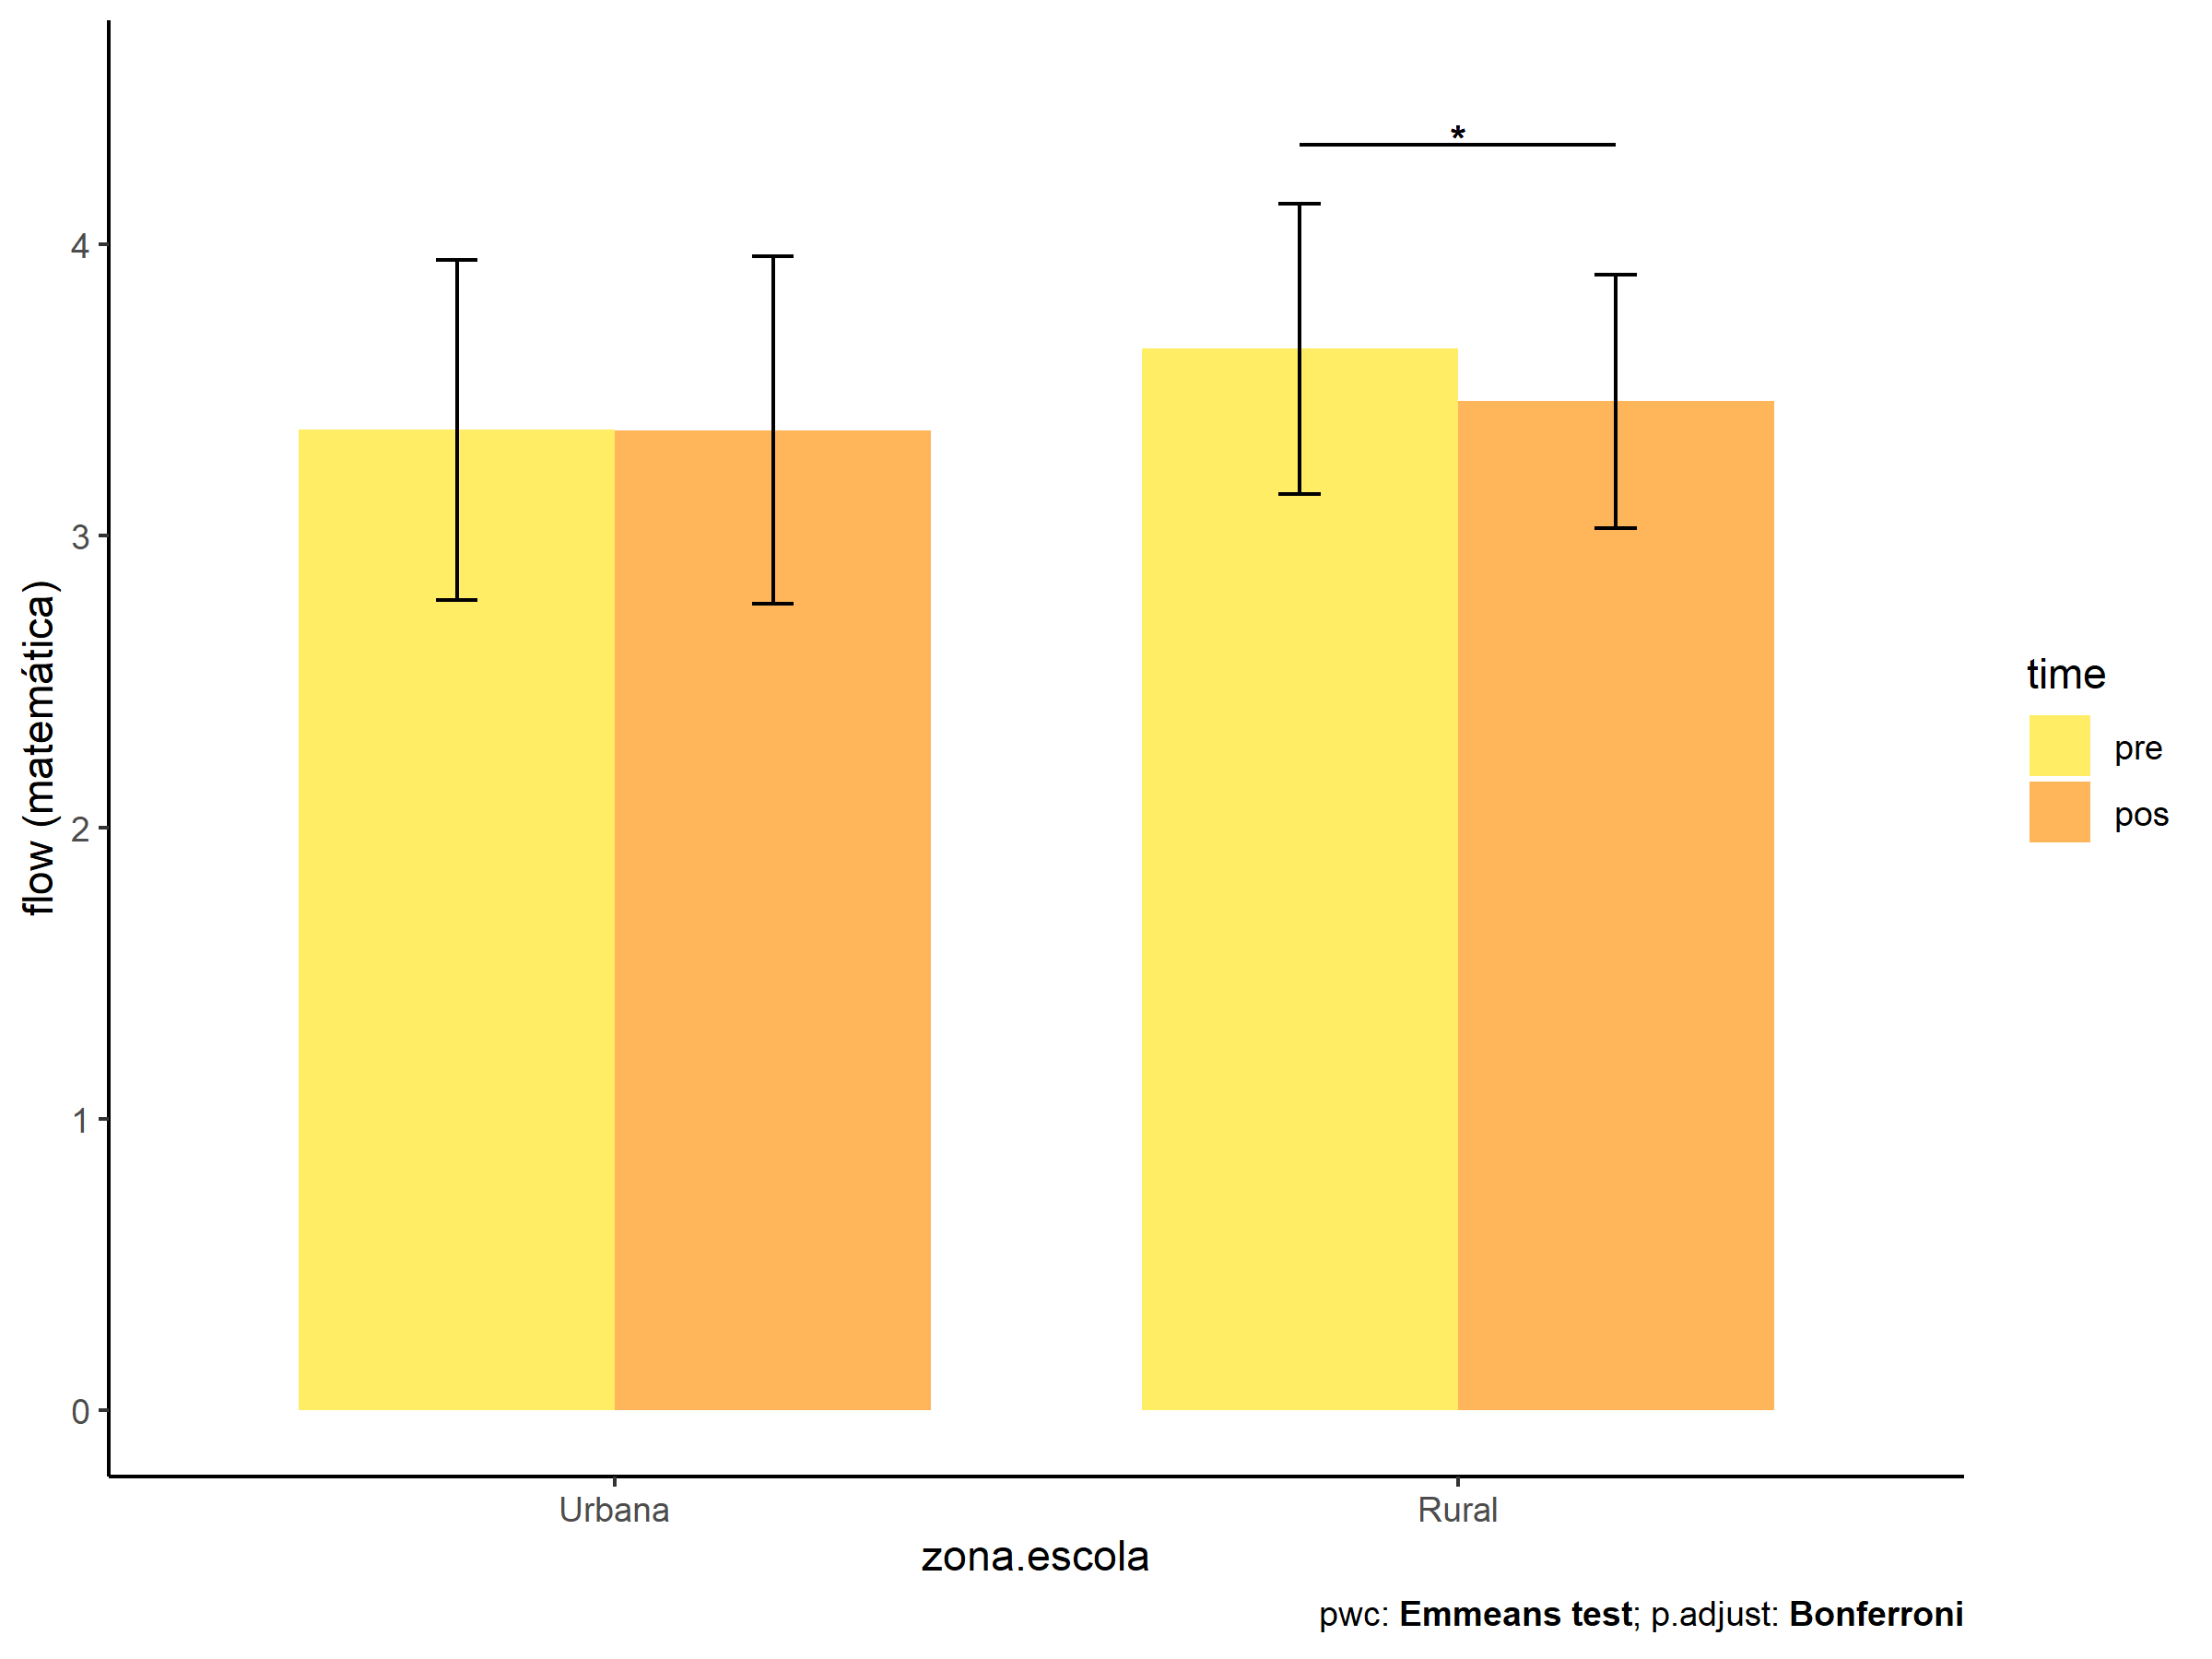 *
4
3
2
1
0
flow (matemática)
Urbana
Rural
zona.escola
time
pre
pos
pwc: Emmeans test; p.adjust: Bonferroni